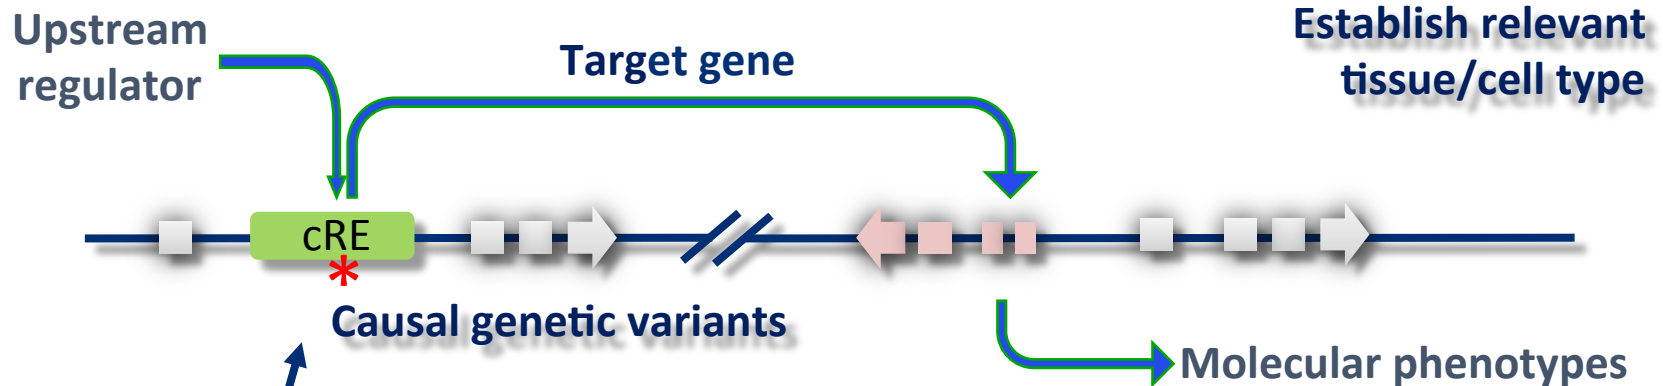 Upstream
regulator
Target gene
Establish relevant
tissue/cell type
cRE
*
Causal genetic variants
Molecular phenotypes